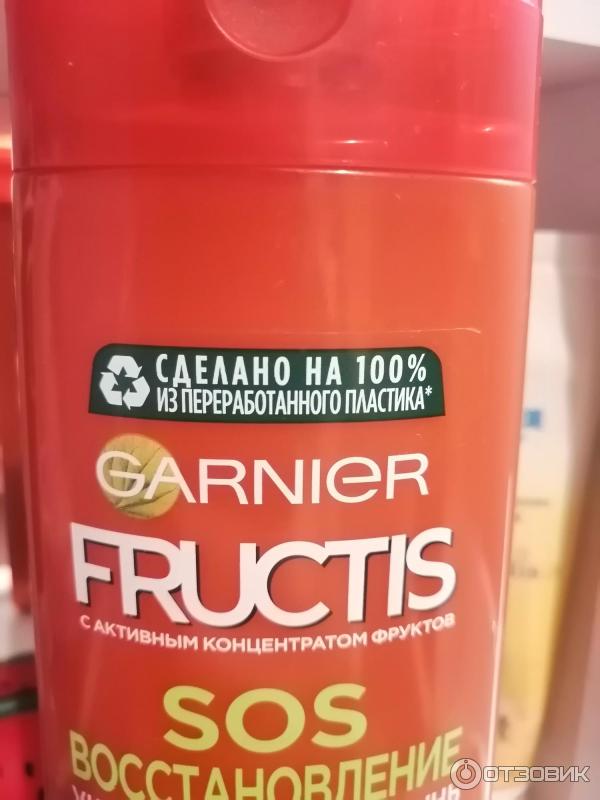 СДЕЛАНО НА 100%
ИЗ ПЕРЕРАБОТАННОГО ПЛАСТИКА*
GARNIER
FRUCTIS
С АКТИВНЫМ КОНЦЕНТРАТОМ ФРУКТОВ
SOS
ВОССТАНОВЛЕНИЕ
ОТЗОВИК